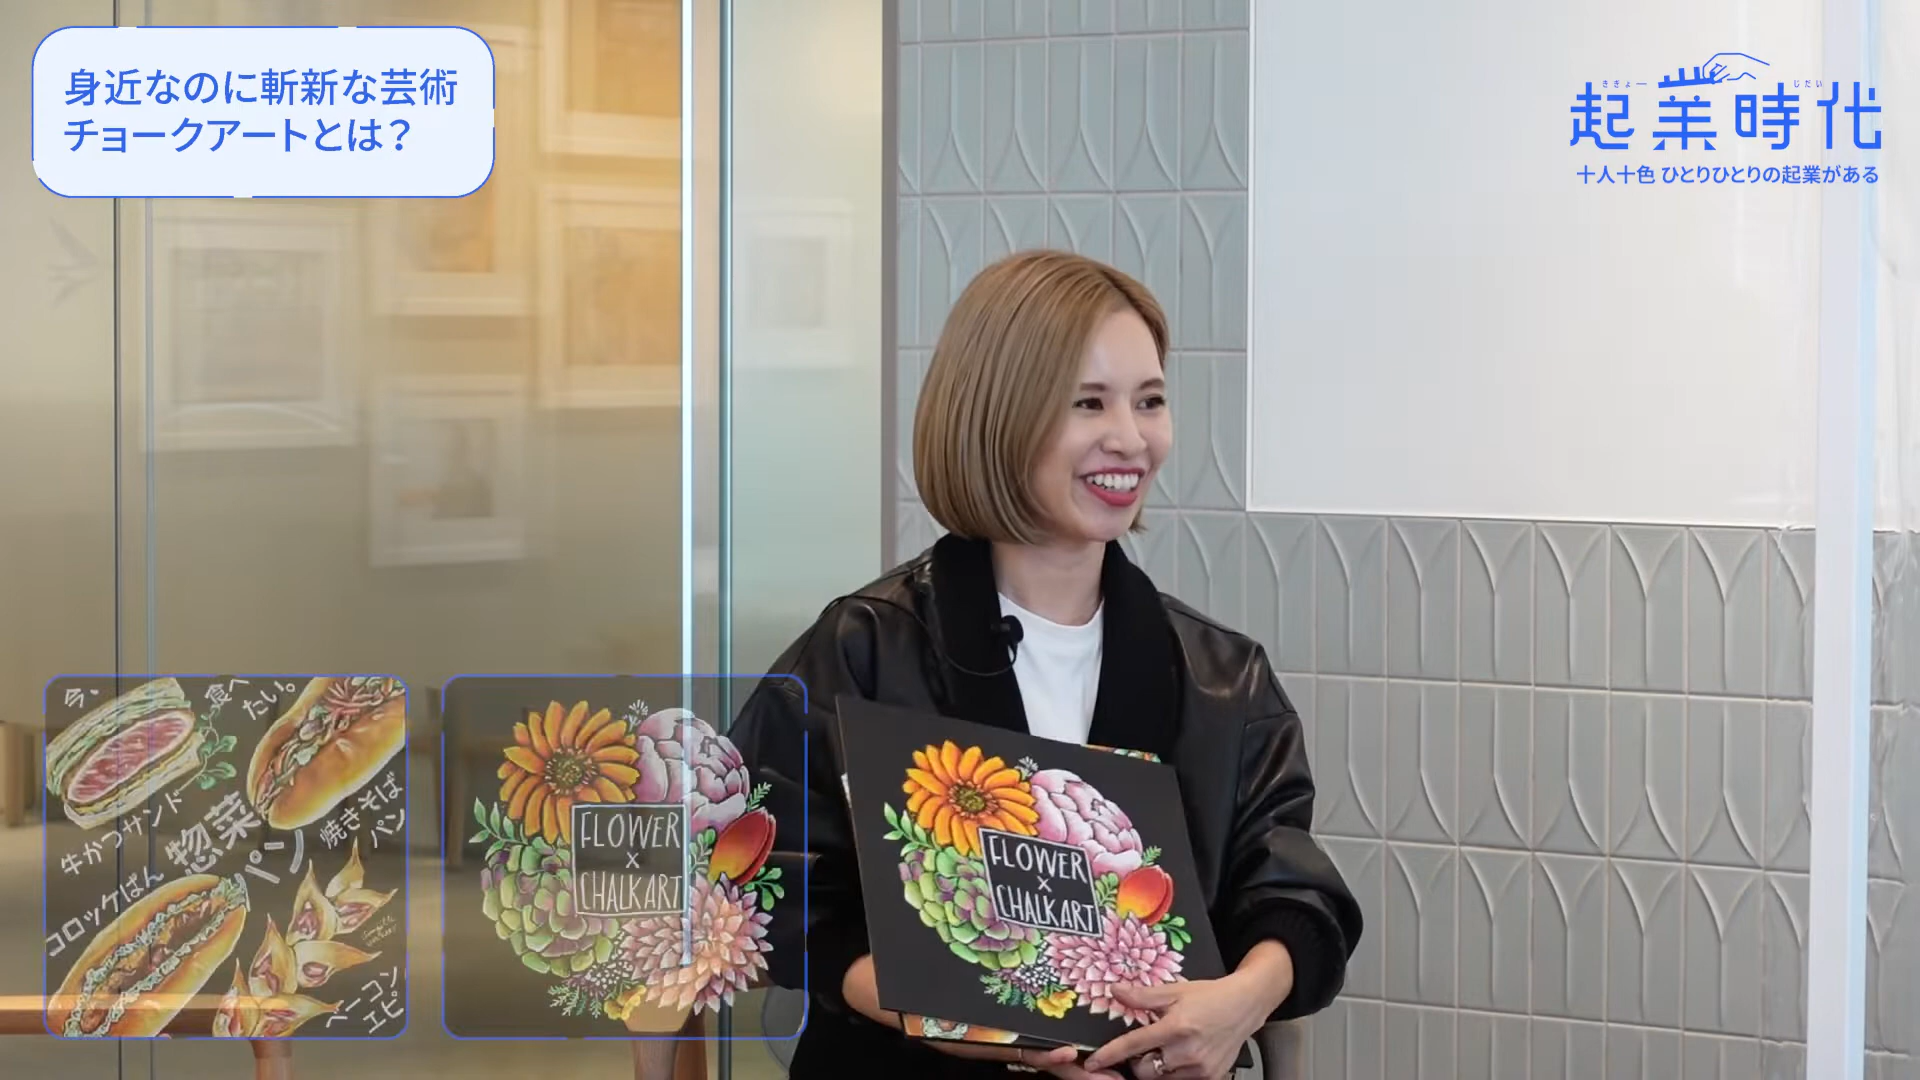 身近なのに斬新な芸術
チョークアートとは？
ききょー
じだい
起業時代
十人十色 ひとりひとりの起業がある
今、
食べ
たい。
牛かつサンド
惣菜
パン
焼きそば
パン
コロッケぱん
ベーコン
エピ
FLOWER
×
CHALKART
FLOWER
×
CHALKART